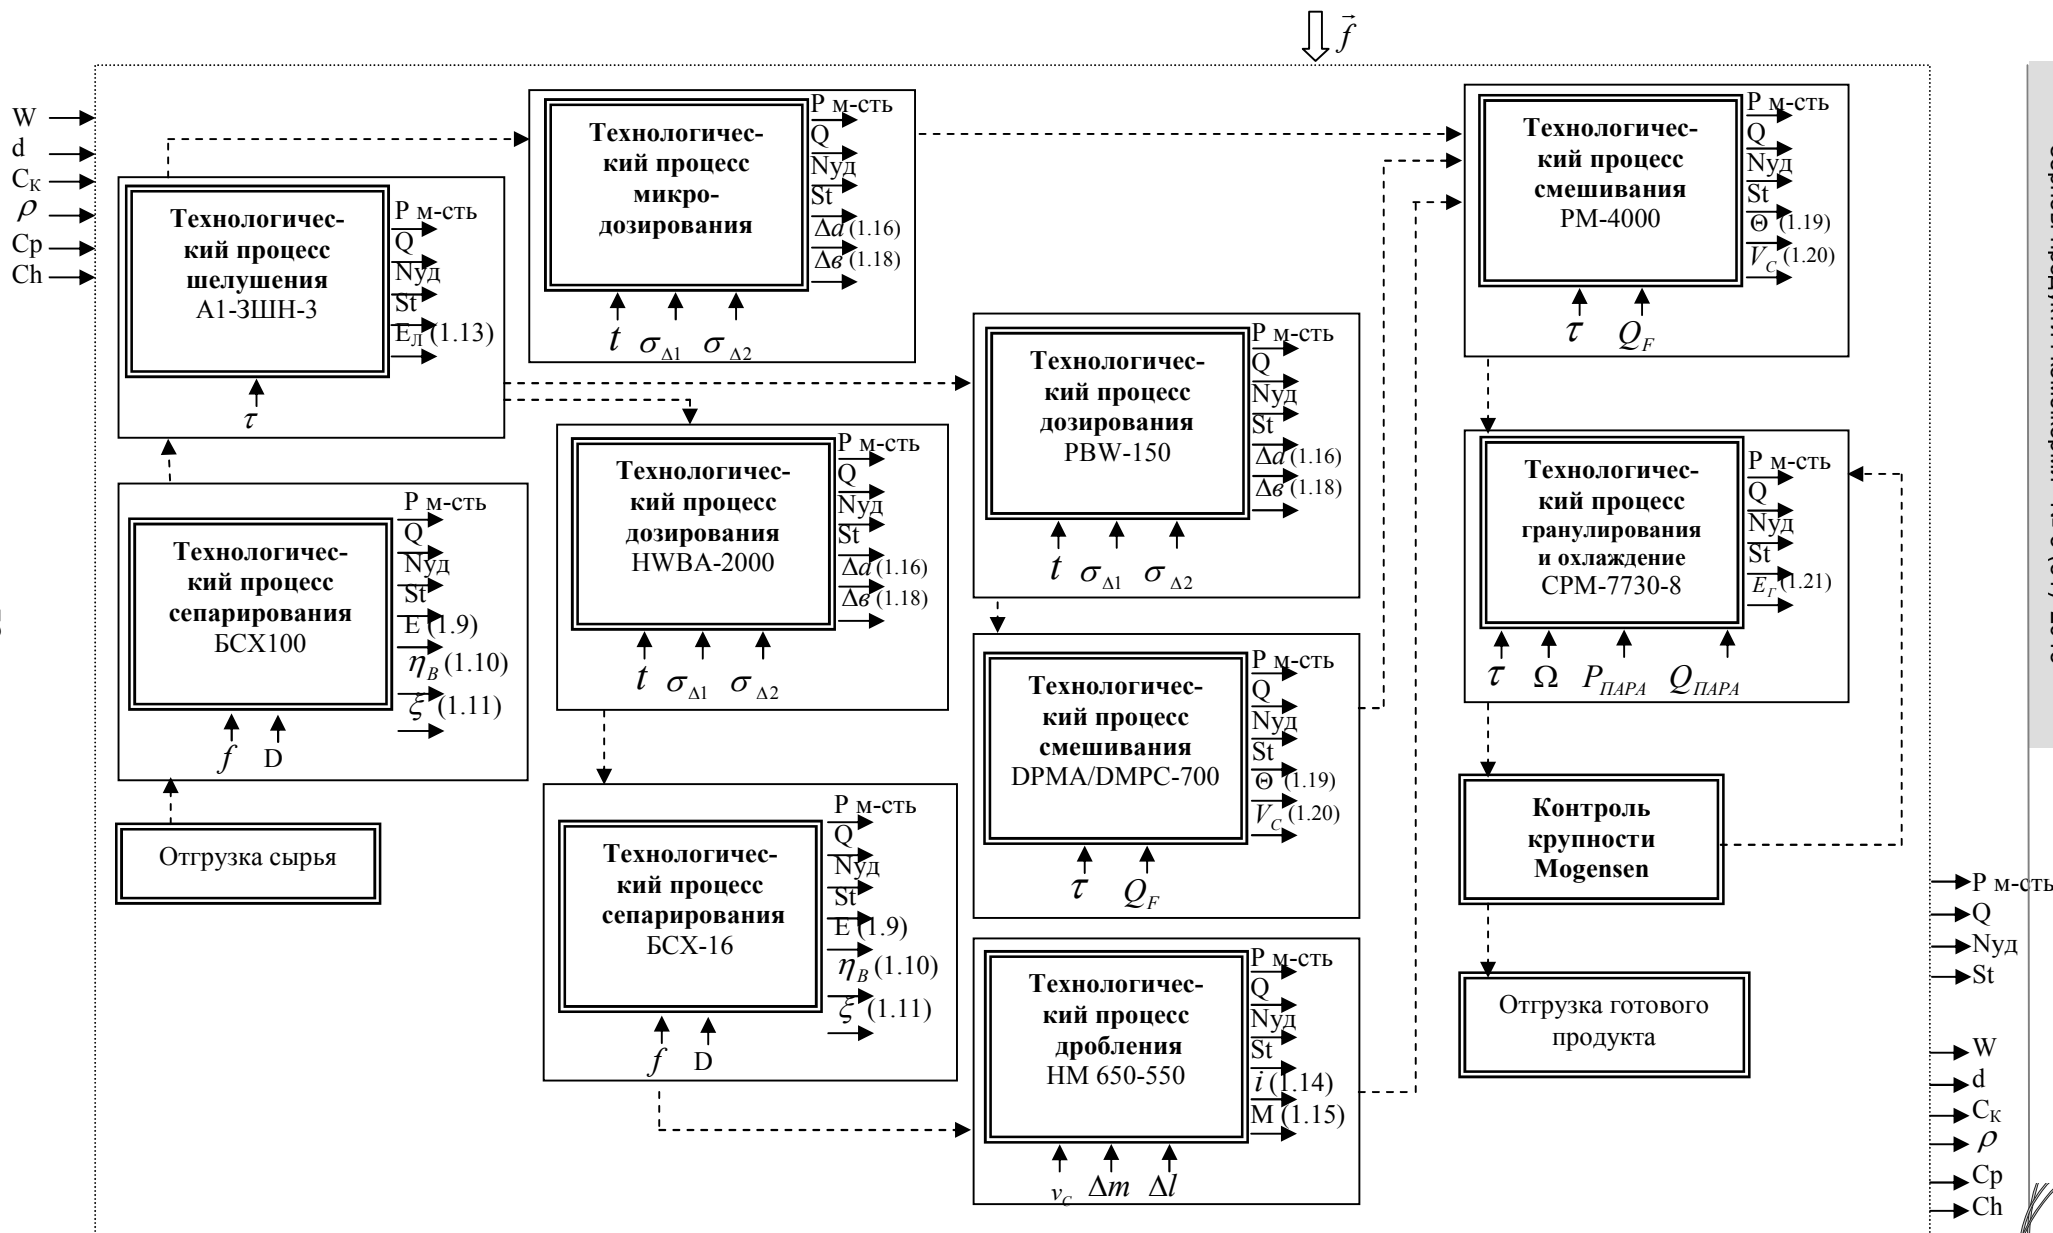 f
W
d
Cк
ρ
Cp
Ch
Технологичес-
кий процесс
шелушения
А1-ЗШН-3
Р м-сть
Q
Nуд
St
EЛ (1.13)
τ
Технологичес-
кий процесс
сепарирования
БСХ100
Р м-сть
Q
Nуд
St
E (1.9)
ηB (1.10)
ξ (1.11)
f D
Отгрузка сырья
Технологичес-
кий процесс
микро-
дозирования
Р м-сть
Q
Nуд
St
Δd (1.16)
Δв (1.18)
t σΔ1 σΔ2
Технологичес-
кий процесс
дозирования
HWBA-2000
Р м-сть
Q
Nуд
St
Δd (1.16)
Δв (1.18)
t σΔ1 σΔ2
Технологичес-
кий процесс
сепарирования
БСХ-16
Р м-сть
Q
Nуд
St
E (1.9)
ηB (1.10)
ξ (1.11)
f D
Технологичес-
кий процесс
дозирования
PBW-150
Р м-сть
Q
Nуд
St
Δd (1.16)
Δв (1.18)
t σΔ1 σΔ2
Технологичес-
кий процесс
смешивания
DPMA/DMPC-700
Р м-сть
Q
Nуд
St
Θ (1.19)
VC (1.20)
τ QF
Технологичес-
кий процесс
дробления
HM 650-550
Р м-сть
Q
Nуд
St
i (1.14)
M (1.15)
vC Δm Δl
Технологичес-
кий процесс
смешивания
PM-4000
Р м-сть
Q
Nуд
St
Θ (1.19)
VC (1.20)
τ QF
Технологичес-
кий процесс
гранулирования
и охлаждение
CPM-7730-8
Р м-сть
Q
Nуд
St
EГ (1.21)
τ Ω PПАРА QПАРА
Контроль
крупности
Mogensen
Отгрузка готового
продукта
Р м-сть
Q
Nуд
St
W
d
Cк
ρ
Cp
Ch